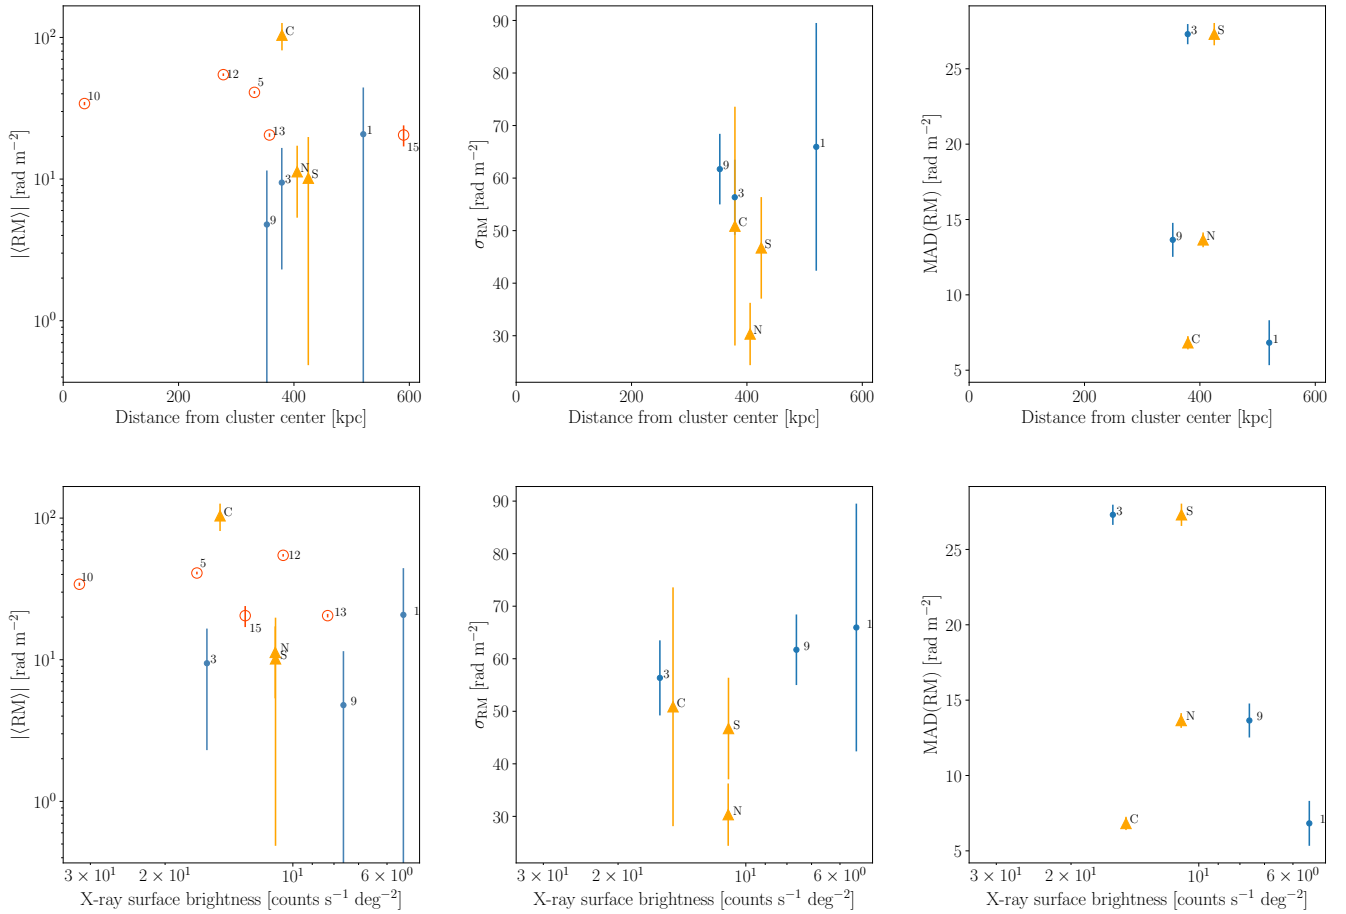 |⟨RM⟩| [rad m⁻²]
10²
10¹
10⁰
C
12
5
10
13
1
15
N
3
S
9
0
200
400
600
Distance from cluster center [kpc]
σ_RM [rad m⁻²]
90
80
70
60
50
40
30
1
9
3
C
S
N
0
200
400
600
Distance from cluster center [kpc]
MAD(RM) [rad m⁻²]
25
20
15
10
5
3
S
9
N
C
1
0
200
400
600
Distance from cluster center [kpc]
|⟨RM⟩| [rad m⁻²]
10²
10¹
10⁰
C
12
5
10
13
1
15
N
S
3
9
3 × 10¹
2 × 10¹
10¹
6 × 10⁰
X-ray surface brightness [counts s⁻¹ deg⁻²]
σ_RM [rad m⁻²]
90
80
70
60
50
40
30
1
9
3
C
S
N
3 × 10¹
2 × 10¹
10¹
6 × 10⁰
X-ray surface brightness [counts s⁻¹ deg⁻²]
MAD(RM) [rad m⁻²]
25
20
15
10
5
3
S
N
9
C
1
3 × 10¹
2 × 10¹
10¹
6 × 10⁰
X-ray surface brightness [counts s⁻¹ deg⁻²]